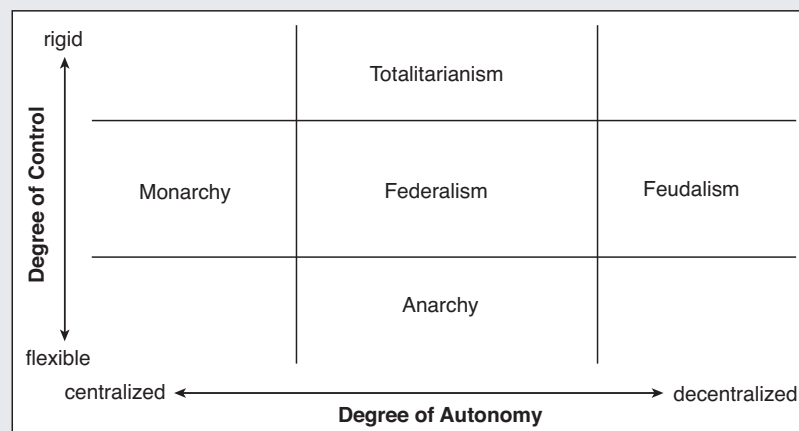 rigid
Totalitarianism
Degree of Control
Monarchy
Federalism
Feudalism
Anarchy
flexible
centralized
decentralized
Degree of Autonomy